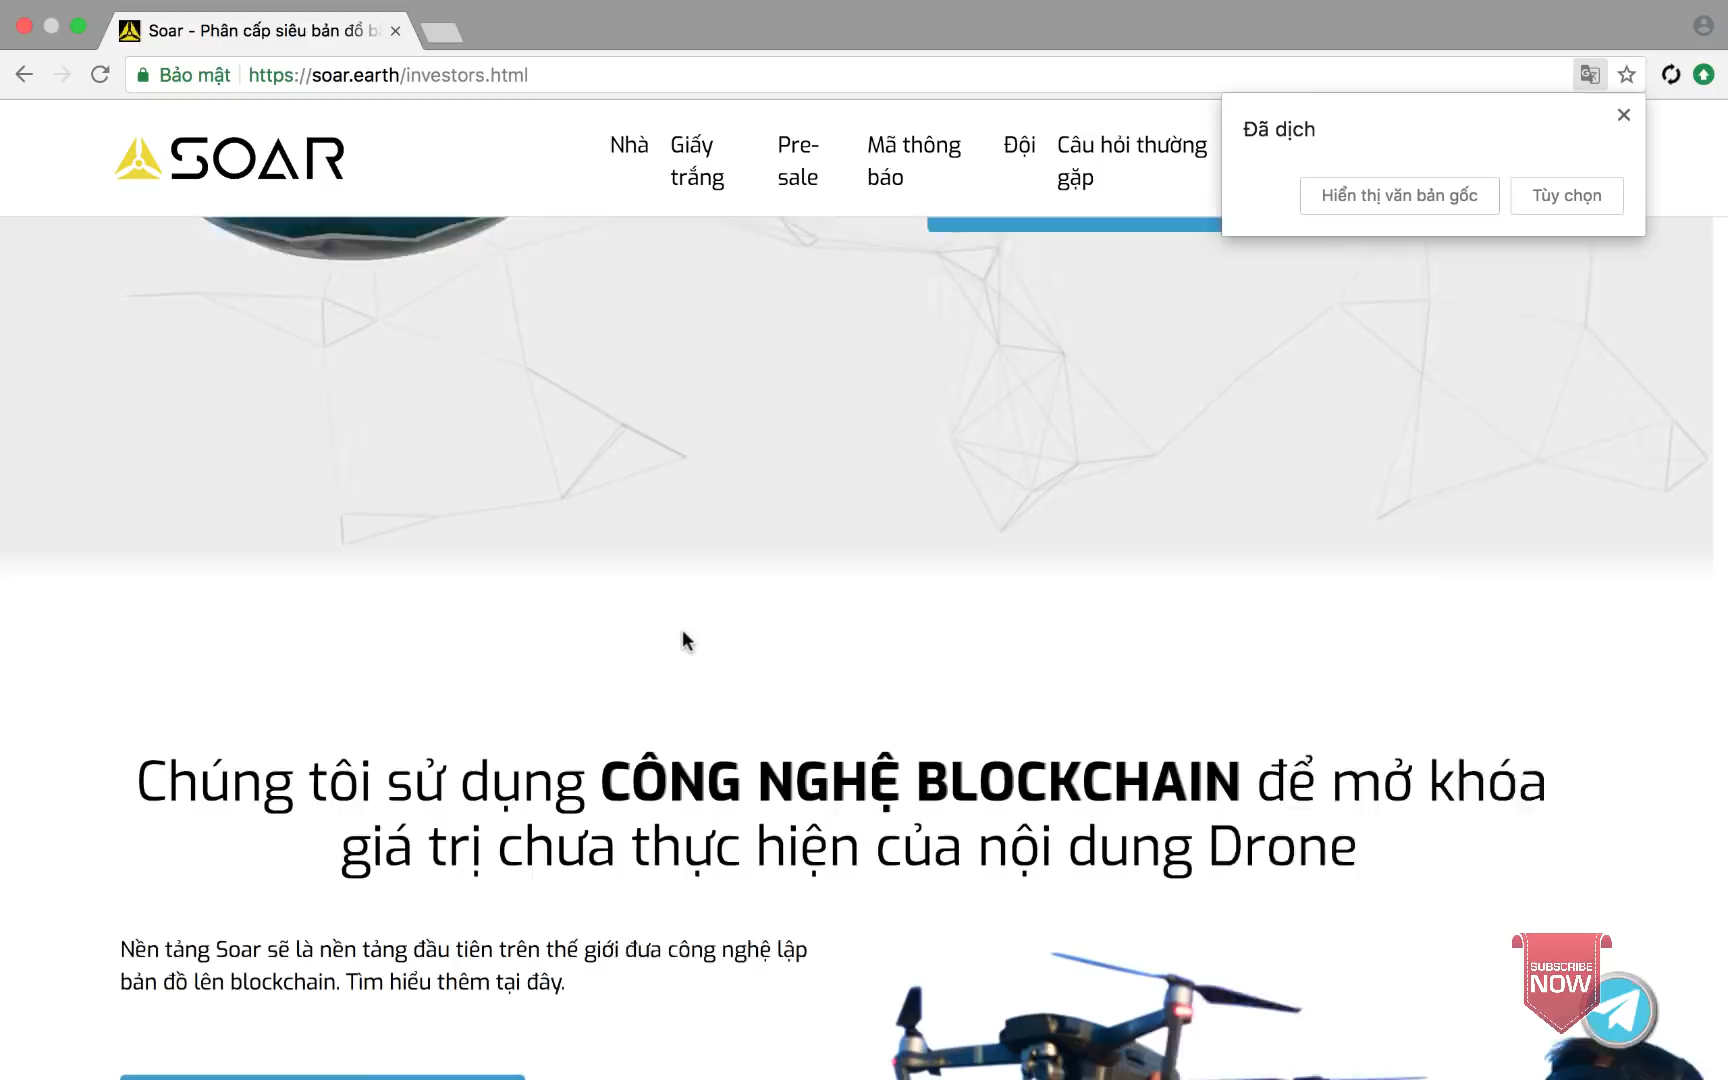 Soar - Phân cấp siêu bản đồ
Bảo mật
https://soar.earth/investors.html
Đã dịch
Hiển thị văn bản gốc
Tùy chọn
SOAR
Nhà
Giấy
trắng
Pre-
sale
Mã thông
báo
Đội
Câu hỏi thường
gặp
Chúng tôi sử dụng CÔNG NGHỆ BLOCKCHAIN để mở khóa
giá trị chưa thực hiện của nội dung Drone
Nền tảng Soar sẽ là nền tảng đầu tiên trên thế giới đưa công nghệ lập
bản đồ lên blockchain. Tìm hiểu thêm tại đây.
SUBSCRIBE
NOW